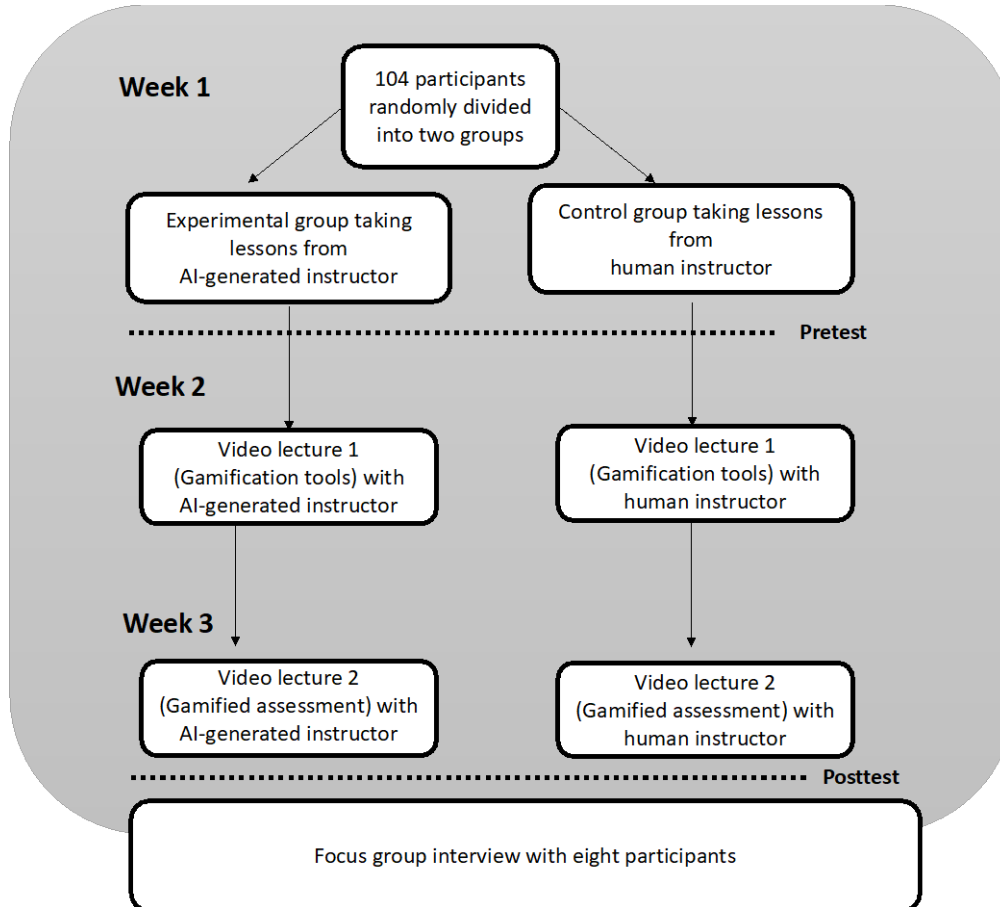 Week 1
104 participants
randomly divided
into two groups
Experimental group taking
lessons from
AI-generated instructor
Control group taking lessons
from
human instructor
Pretest
Week 2
Video lecture 1
(Gamification tools) with
AI-generated instructor
Video lecture 1
(Gamification tools) with
human instructor
Week 3
Video lecture 2
(Gamified assessment) with
AI-generated instructor
Video lecture 2
(Gamified assessment) with
human instructor
Posttest
Focus group interview with eight participants